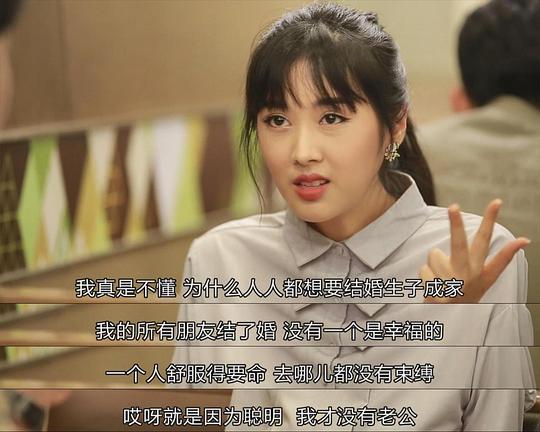 我真是不懂 为什么人人都想要结婚生子成家
我的所有朋友结了婚 没有一个是幸福的
一个人舒服得要命 去哪儿都没有束缚
哎呀就是因为聪明 我才没有老公